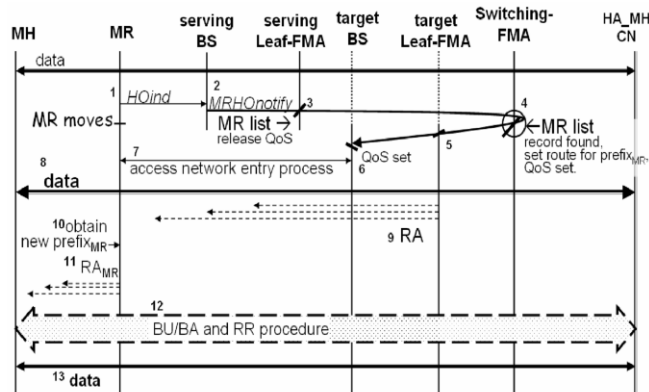 MH
MR
serving
BS
serving
Leaf-FMA
target
BS
target
Leaf-FMA
Switching-
FMA
HA_MH
CN
data
1 HOind
2
MRHOnotify
3
4
MR moves
MR list →
release QoS
←MR list
record found,
set route for prefixMR,
QoS set.
5
QoS set
6
7
access network entry process
8
data
9 RA
10 obtain
new prefixMR
11 RAMR
12
BU/BA and RR procedure
13 data